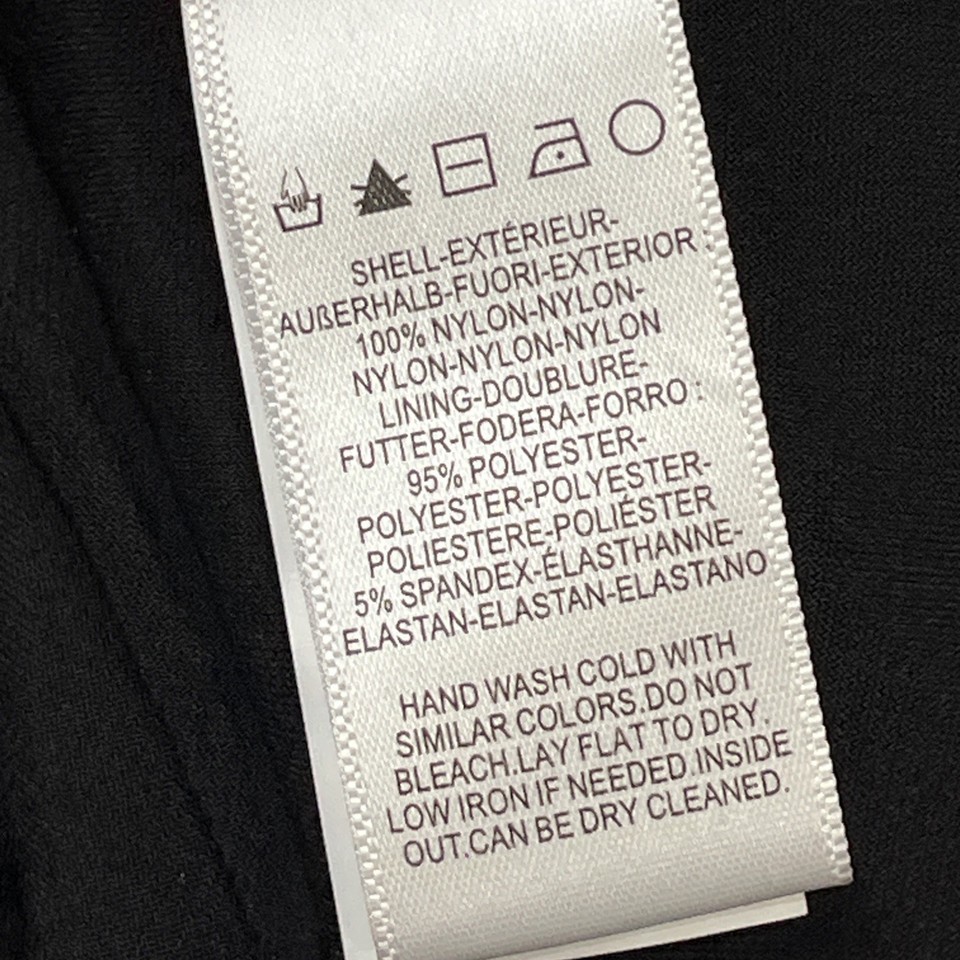 SHELL-EXTÉRIEUR-
AUßERHALB-FUORI-EXTERIOR :
100% NYLON-NYLON-
NYLON-NYLON-NYLON
LINING-DOUBLURE-
FUTTER-FODERA-FORRO :
95% POLYESTER-
POLYESTER-POLYESTER-
POLIESTERE-POLIÉSTER
5% SPANDEX-ÉLASTHANNE-
ELASTAN-ELASTAN-ELASTANO
HAND WASH COLD WITH
SIMILAR COLORS.DO NOT
BLEACH.LAY FLAT TO DRY.
LOW IRON IF NEEDED.INSIDE
OUT.CAN BE DRY CLEANED.